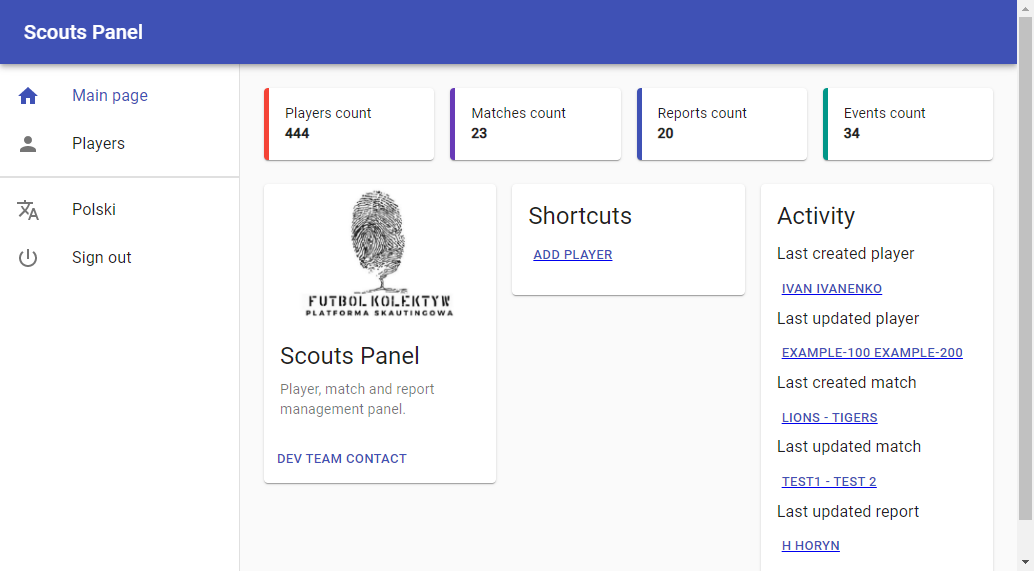 Scouts Panel
Main page
Players
Polski
Sign out
Players count
444
Matches count
23
Reports count
20
Events count
34
FUTBOL KOLEKTYW
PLATFORMA SKAUTINGOWA
Scouts Panel
Player, match and report
management panel.
DEV TEAM CONTACT
Shortcuts
ADD PLAYER
Activity
Last created player
IVAN IVANENKO
Last updated player
EXAMPLE-100 EXAMPLE-200
Last created match
LIONS - TIGERS
Last updated match
TEST1 - TEST 2
Last updated report
H HORYN